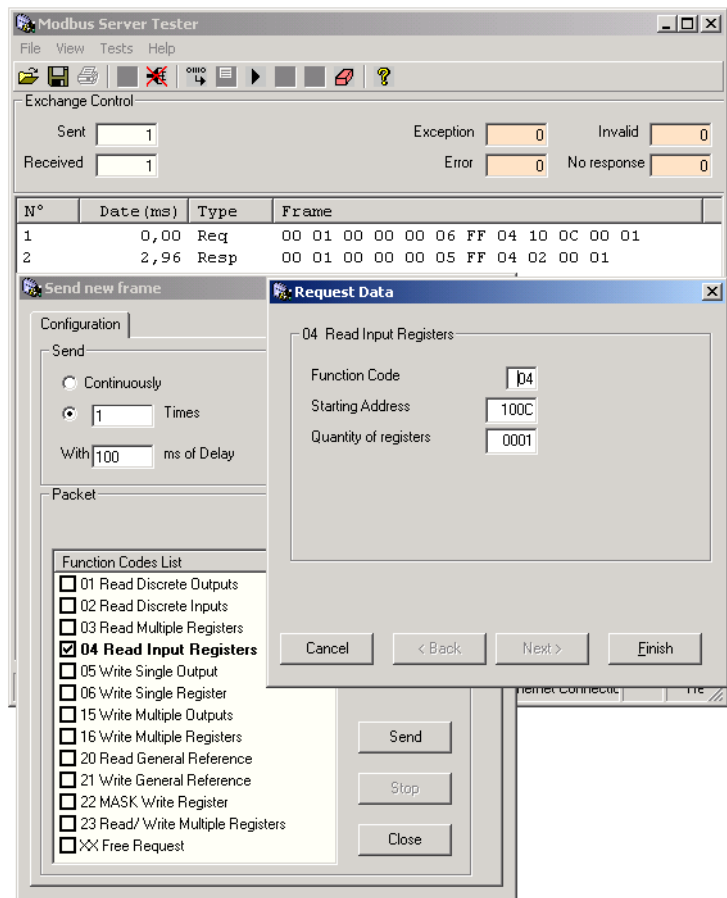 Modbus Server Tester
File View Tests Help
Exchange Control
Sent 1 Exception 0 Invalid 0
Received 1 Error 0 No response 0
N° Date(ms) Type Frame
1 0,00 Req 00 01 00 00 00 06 FF 04 10 0C 00 01
2 2,96 Resp 00 01 00 00 00 05 FF 04 02 00 01
Send new frame
Configuration
Send
Continuously
1 Times
With 100 ms of Delay
Packet
Function Codes List
01 Read Discrete Outputs
02 Read Discrete Inputs
03 Read Multiple Registers
04 Read Input Registers
05 Write Single Output
06 Write Single Register
15 Write Multiple Outputs
16 Write Multiple Registers
20 Read General Reference
21 Write General Reference
22 MASK Write Register
23 Read/ Write Multiple Registers
XX Free Request
Send
Stop
Close
Request Data
04 Read Input Registers
Function Code 04
Starting Address 100C
Quantity of registers 0001
Cancel < Back Next > Finish